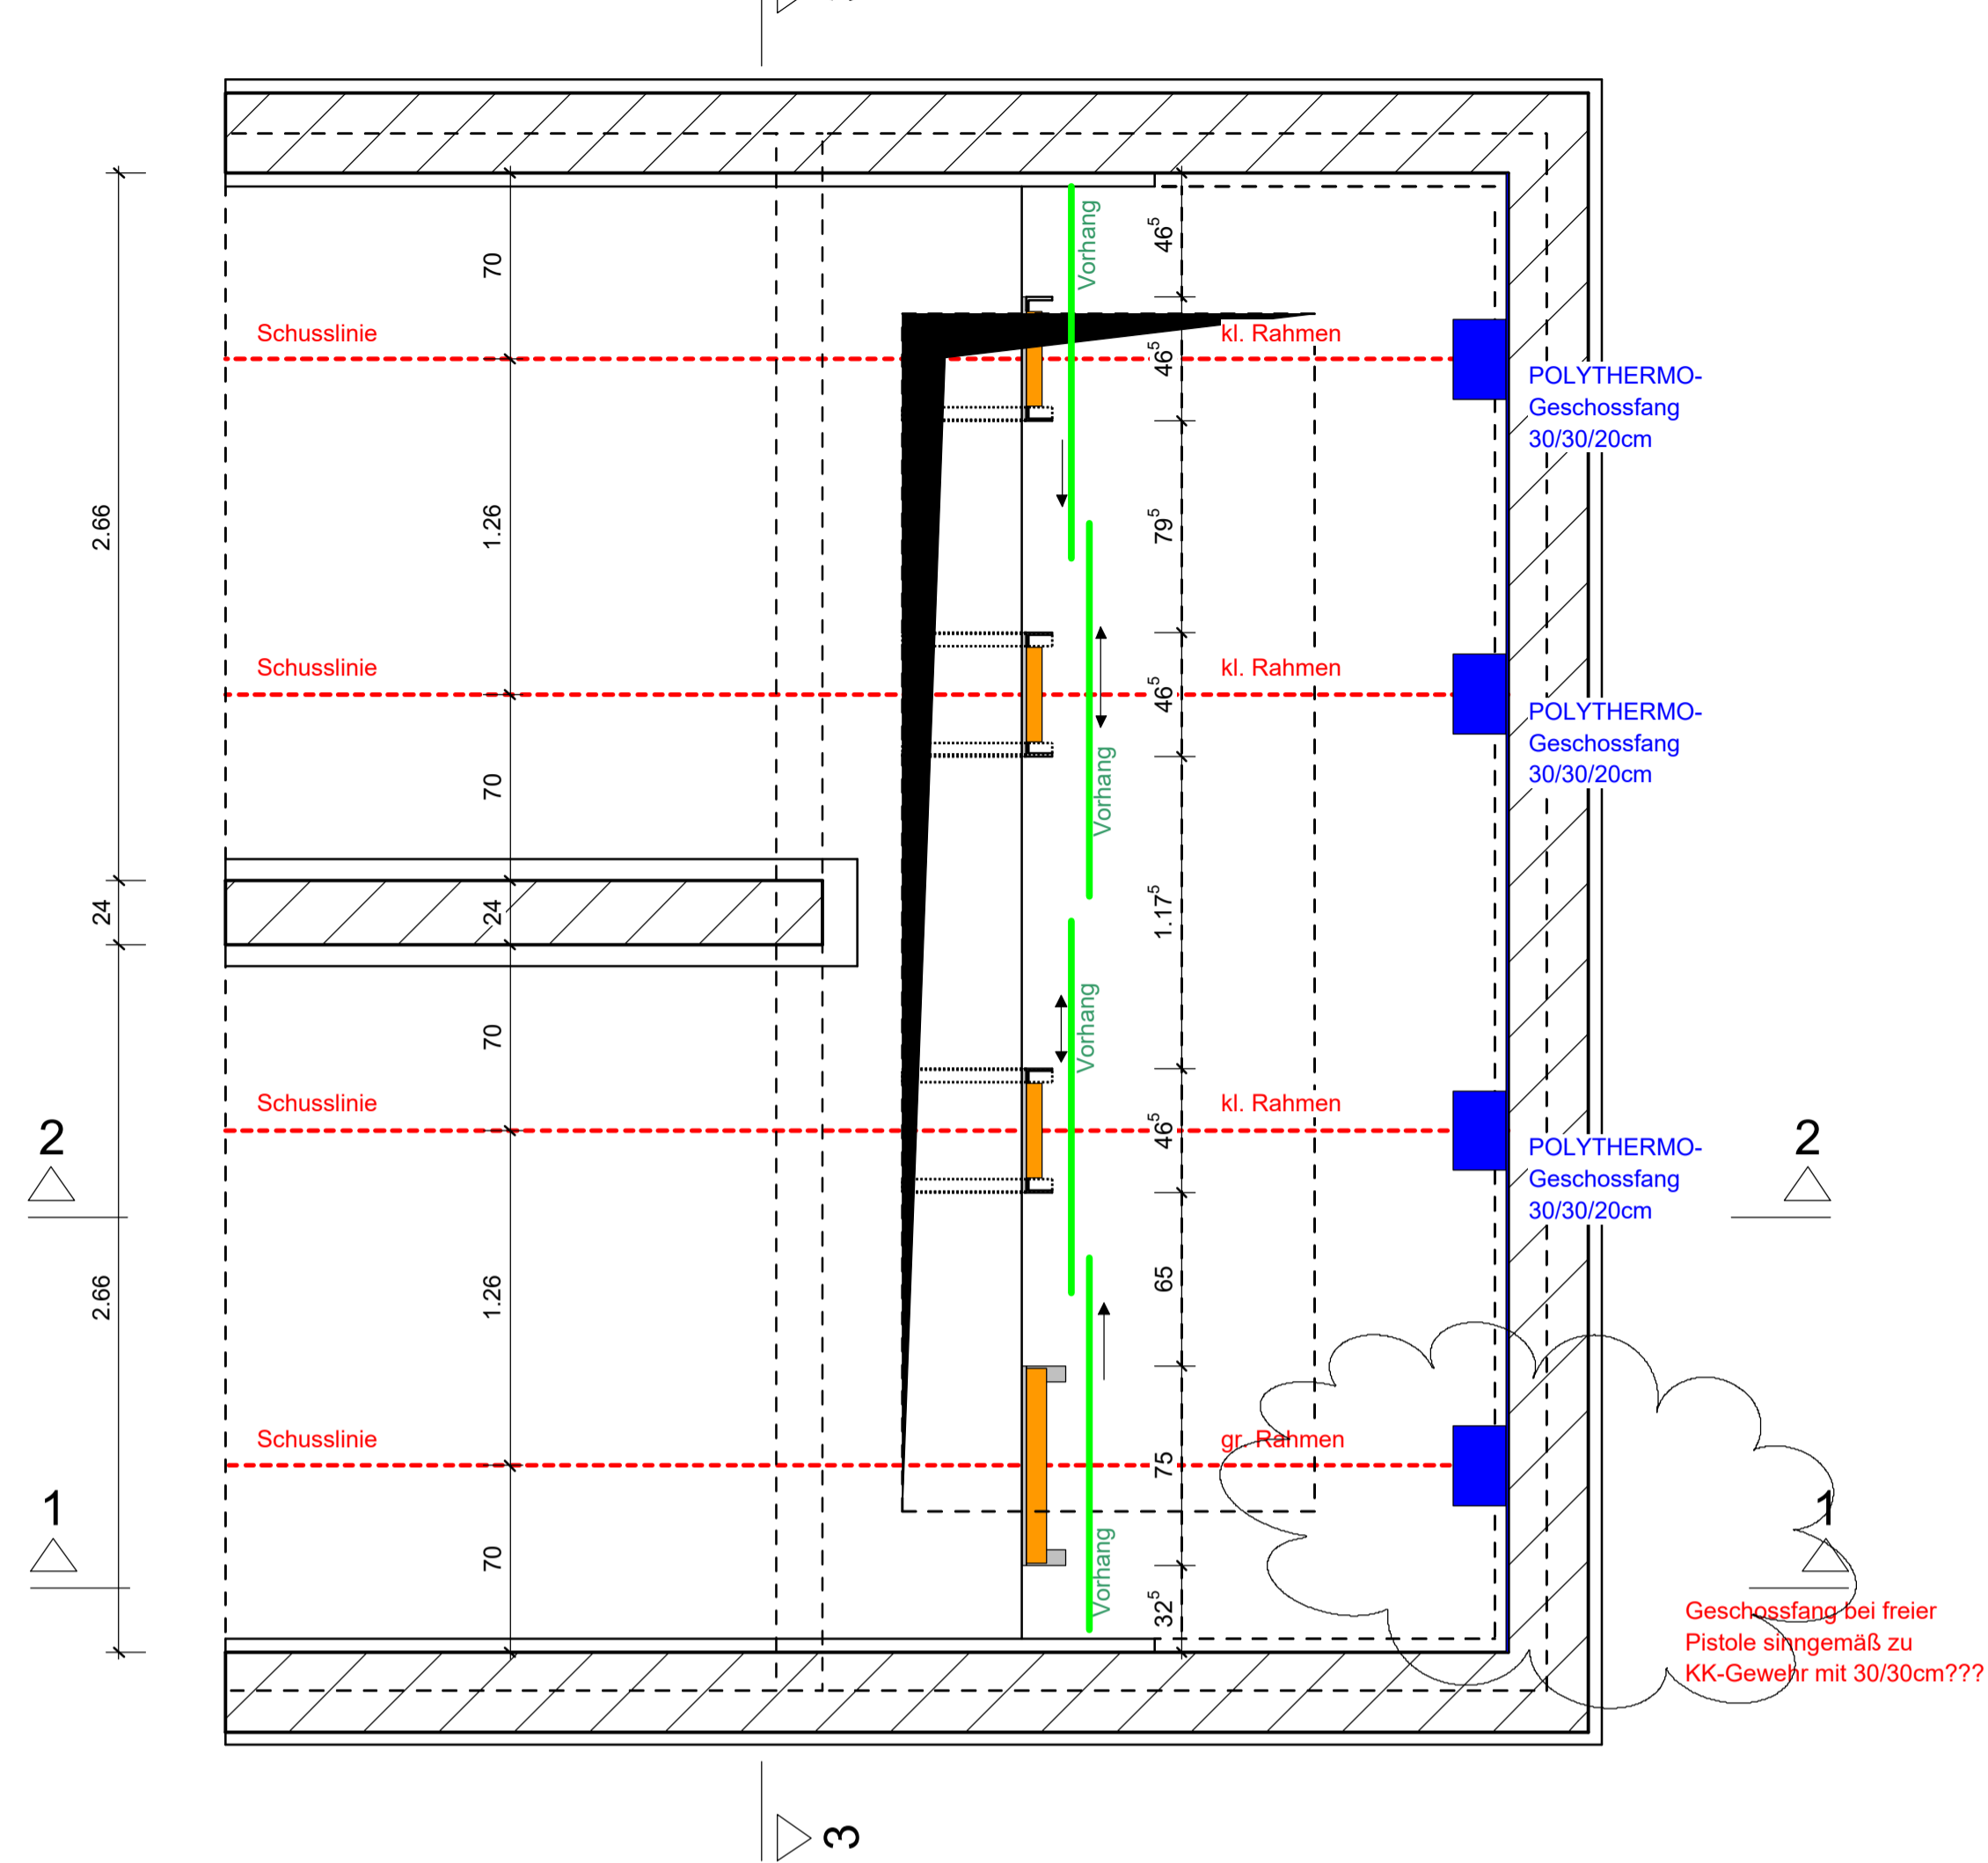 46⁵
Vorhang
70
Schusslinie
kl. Rahmen
46⁵
POLYTHERMO-
Geschossfang
30/30/20cm
2.66
1.26
79⁵
Schusslinie
kl. Rahmen
46⁵
POLYTHERMO-
Geschossfang
30/30/20cm
70
Vorhang
24
24
1.17⁵
70
Vorhang
Schusslinie
kl. Rahmen
46⁵
2
2
POLYTHERMO-
Geschossfang
30/30/20cm
2.66
1.26
65
Schusslinie
gr. Rahmen
75
1
1
70
Vorhang
32⁵
Geschossfang bei freier
Pistole sinngemäß zu
KK-Gewehr mit 30/30cm???
3